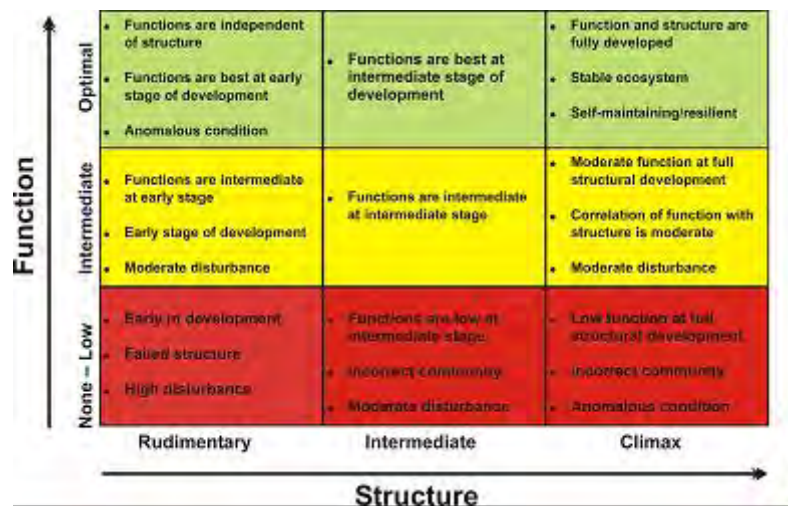 Function
Optimal
Intermediate
None – Low
• Functions are independent
of structure
• Functions are best at early
stage of development
• Anomalous condition
• Functions are best at
intermediate stage of
development
• Function and structure are
fully developed
• Stable ecosystem
• Self-maintaining/resilient
• Functions are intermediate
at early stage
• Early stage of development
• Moderate disturbance
• Functions are intermediate
at intermediate stage
• Moderate function at full
structural development
• Correlation of function with
structure is moderate
• Moderate disturbance
• Early in development
• Failed structure
• High disturbance
• Functions are low at
intermediate stage
• Incorrect community
• Moderate disturbance
• Low function at full
structural development
• Incorrect community
• Anomalous condition
Rudimentary
Intermediate
Climax
Structure